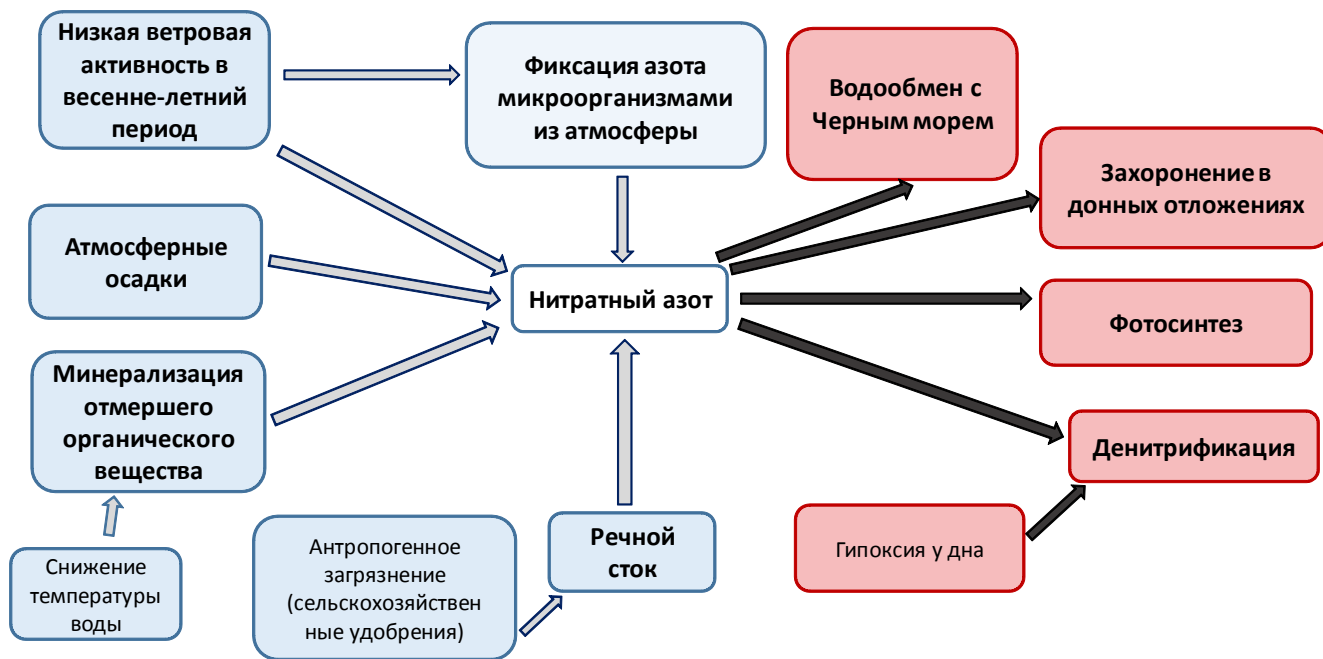 Низкая ветровая
активность в
весенне-летний
период
Фиксация азота
микроорганизмами
из атмосферы
Водообмен с
Черным морем
Захоронение в
донных отложениях
Атмосферные
осадки
Нитратный азот
Фотосинтез
Минерализация
отмершего
органического
вещества
Денитрификация
Снижение
температуры
воды
Антропогенное
загрязнение
(сельскохозяйствен
ные удобрения)
Речной
сток
Гипоксия у дна